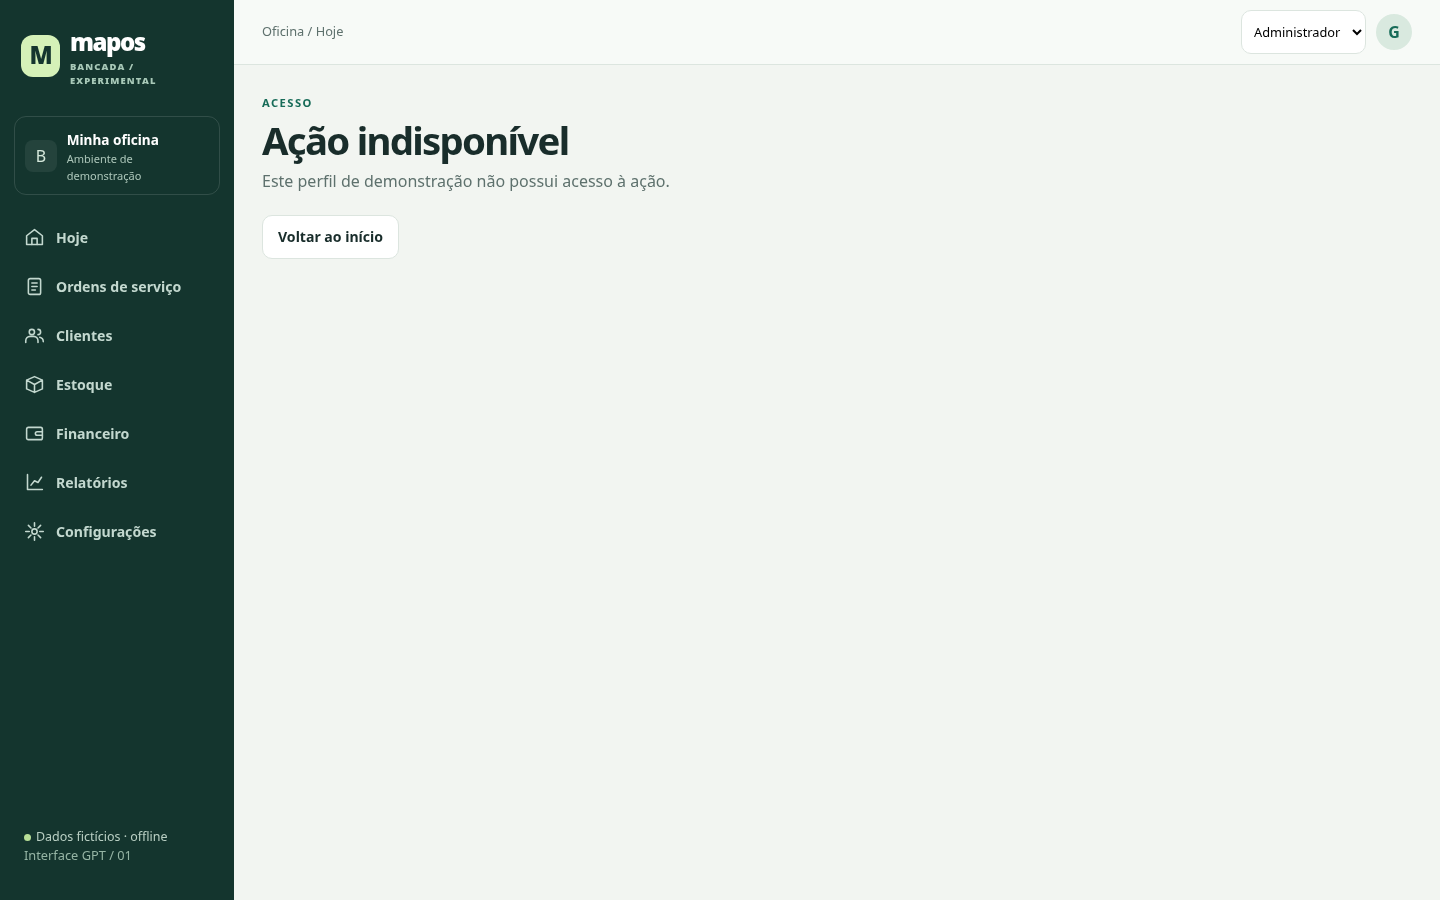 M
mapos
BANCADA /
EXPERIMENTAL
B
Minha oficina
Ambiente de
demonstração
Hoje
Ordens de serviço
Clientes
Estoque
Financeiro
Relatórios
Configurações
Dados fictícios · offline
Interface GPT / 01
Oficina / Hoje
Administrador
G
ACESSO
Ação indisponível
Este perfil de demonstração não possui acesso à ação.
Voltar ao início